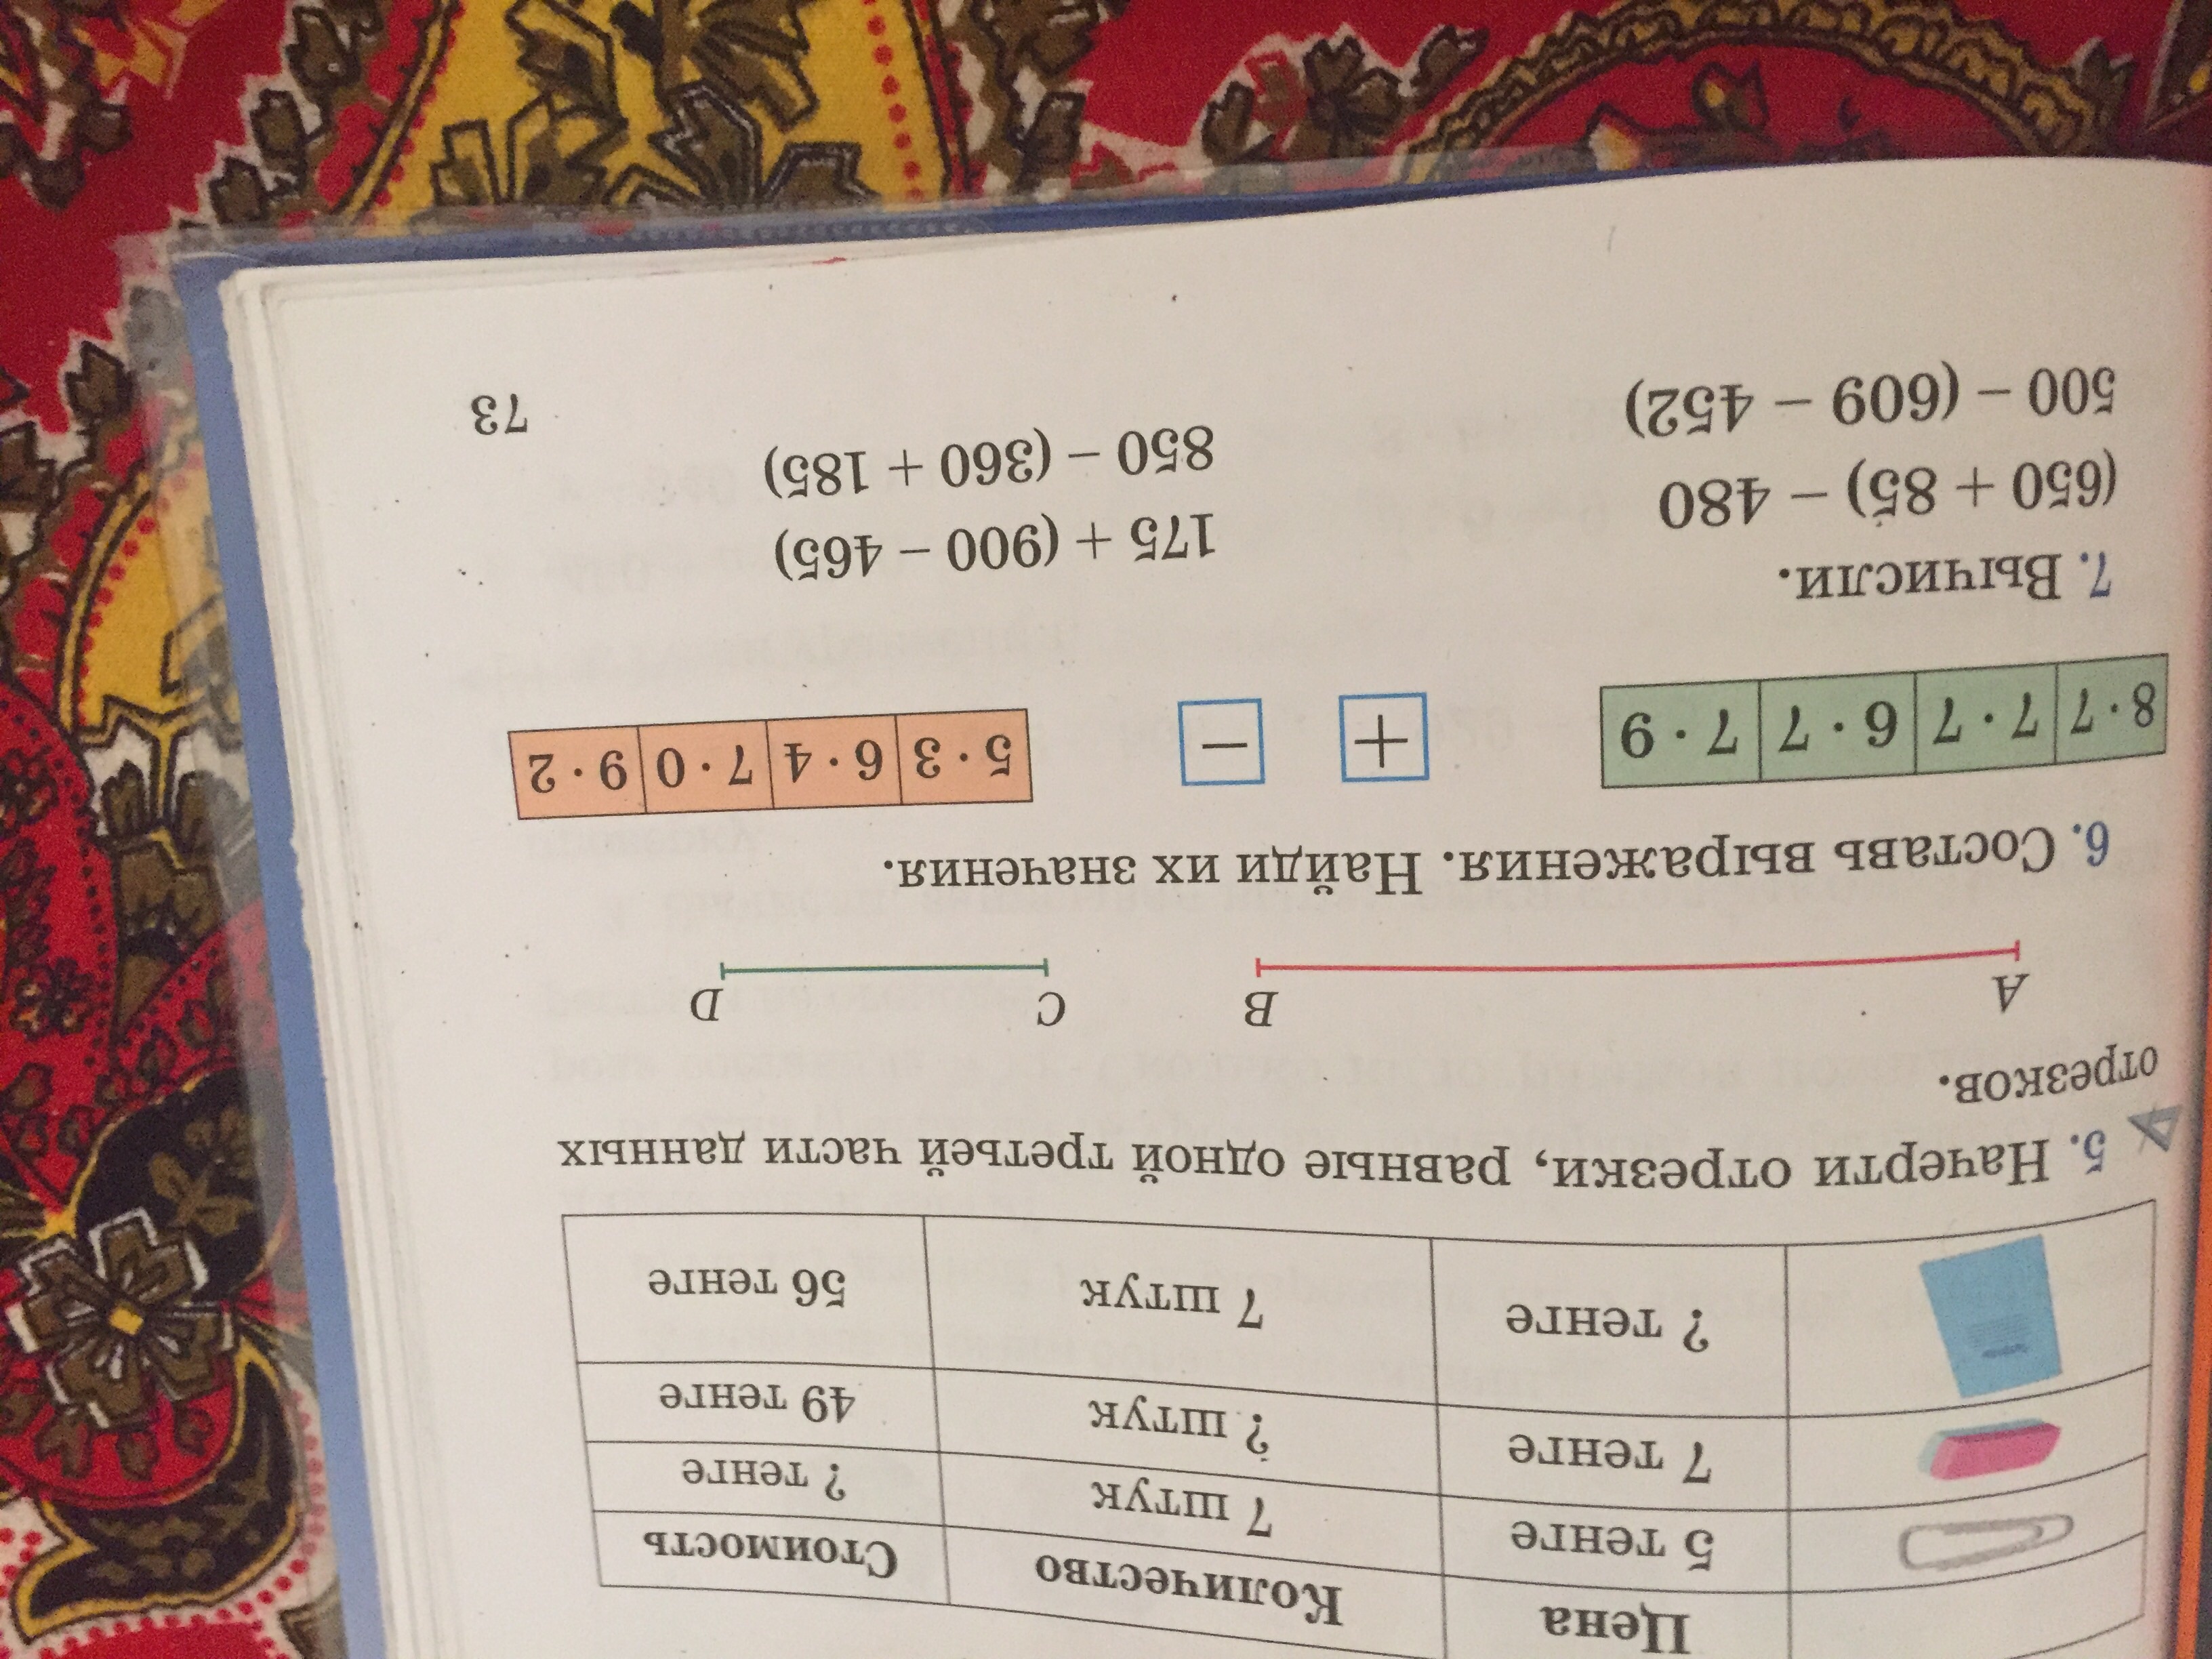 Цена Количество Стоимость
5 тенге 7 штук ? тенге
7 тенге ? штук 49 тенге
? тенге 7 штук 56 тенге
5. Начерти отрезки, равные одной третьей части данных
отрезков.
A B C D
6. Составь выражения. Найди их значения.
8 · 7 7 · 7 6 · 7 7 · 9 + − 5 · 3 6 · 4 7 · 0 9 · 2
7. Вычисли.
(650 + 85) − 480 175 + (900 − 465)
500 − (609 − 452) 850 − (360 + 185)
73